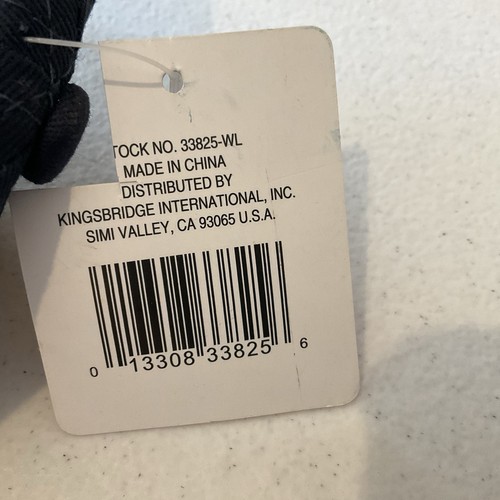 TOCK NO. 33825-WL
MADE IN CHINA
DISTRIBUTED BY
KINGSBRIDGE INTERNATIONAL, INC.
SIMI VALLEY, CA 93065 U.S.A.
0 13308 33825 6